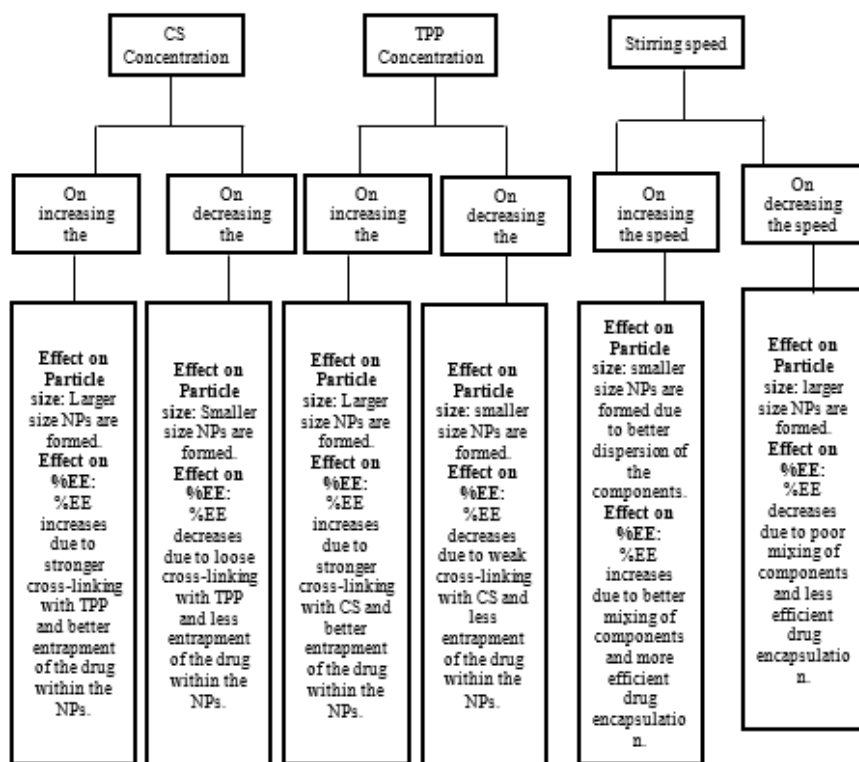 CS
Concentration
TPP
Concentration
Stirring speed
On
increasing
the
On
decreasing
the
On
increasing
the
On
decreasing
the
On
increasing
the speed
On
decreasing
the speed
Effect on
Particle
size: Larger
size NPs are
formed.
Effect on
%EE:
%EE
increases
due to
stronger
cross-linking
with TPP
and better
entrapment
of the drug
within the
NPs.
Effect on
Particle
size: Smaller
size NPs are
formed.
Effect on
%EE:
%EE
decreases
due to loose
cross-linking
with TPP
and less
entrapment
of the drug
within the
NPs.
Effect on
Particle
size: Larger
size NPs are
formed.
Effect on
%EE:
%EE
increases
due to
stronger
cross-linking
with CS and
better
entrapment
of the drug
within the
NPs.
Effect on
Particle
size: smaller
size NPs are
formed.
Effect on
%EE:
%EE
decreases
due to weak
cross-linking
with CS and
less
entrapment
of the drug
within the
NPs.
Effect on
Particle
size: smaller
size NPs are
formed due
to better
dispersion of
the
components.
Effect on
%EE:
%EE
increases
due to better
mixing of
components
and more
efficient
drug
encapsulatio
n.
Effect on
Particle
size: larger
size NPs are
formed.
Effect on
%EE:
%EE
decreases
due to poor
mixing of
components
and less
efficient
drug
encapsulatio
n.